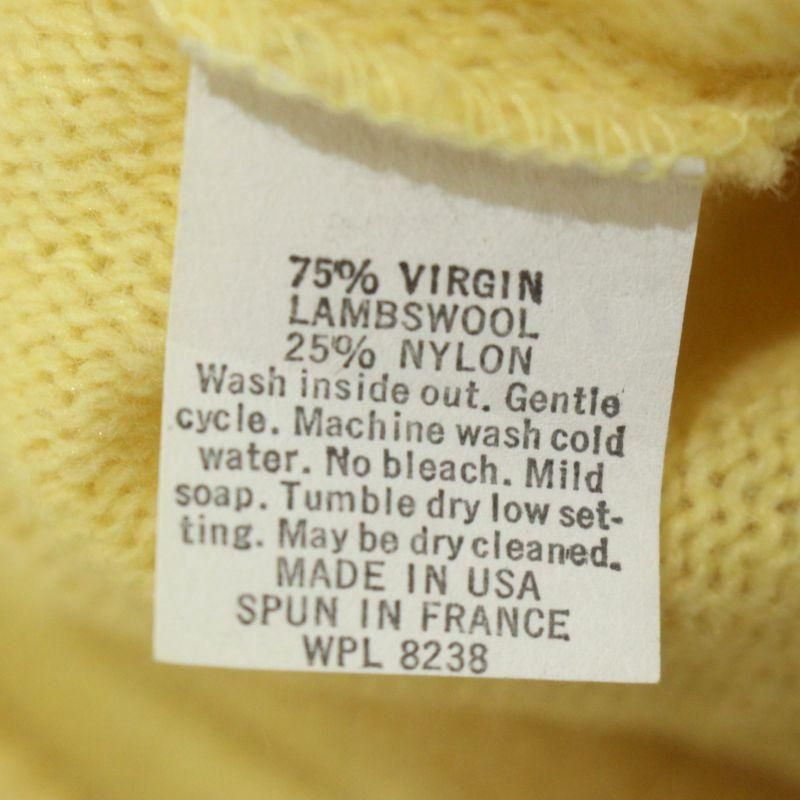 75% VIRGIN
LAMBSWOOL
25% NYLON
Wash inside out. Gentle
cycle. Machine wash cold
water. No bleach. Mild
soap. Tumble dry low set-
ting. May be dry cleaned.
MADE IN USA
SPUN IN FRANCE
WPL 8238